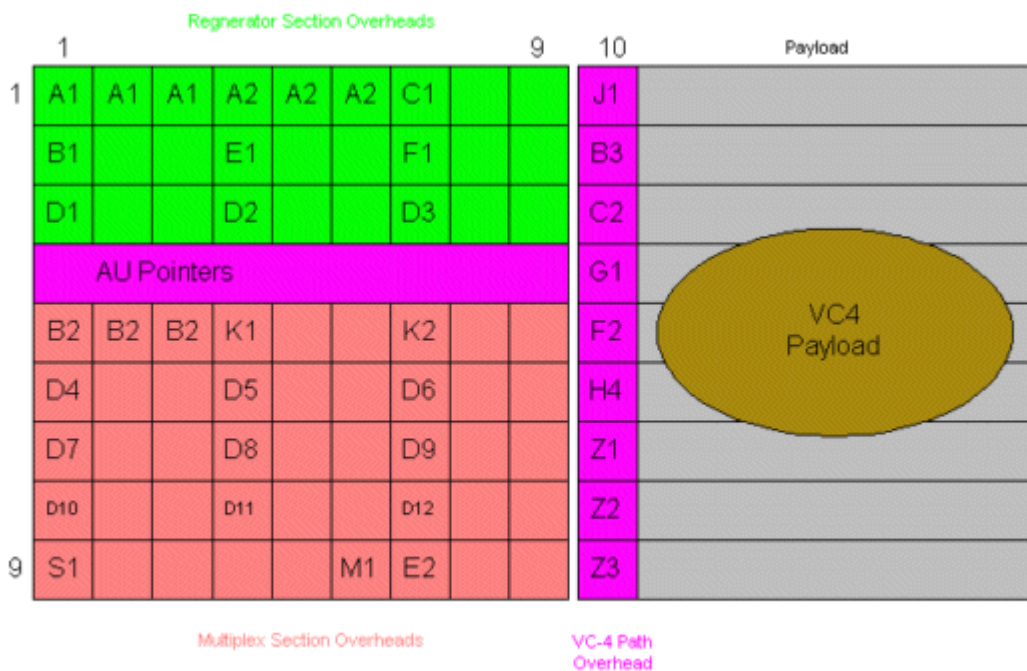 Regnerator Section Overheads
1 9 10 Payload
1 A1 A1 A1 A2 A2 A2 C1 J1
B1 E1 F1 B3
D1 D2 D3 C2
AU Pointers G1
B2 B2 B2 K1 K2 F2
VC4
Payload
D4 D5 D6 H4
D7 D8 D9 Z1
D10 D11 D12 Z2
9 S1 M1 E2 Z3
Multiplex Section Overheads
VC-4 Path
Overhead